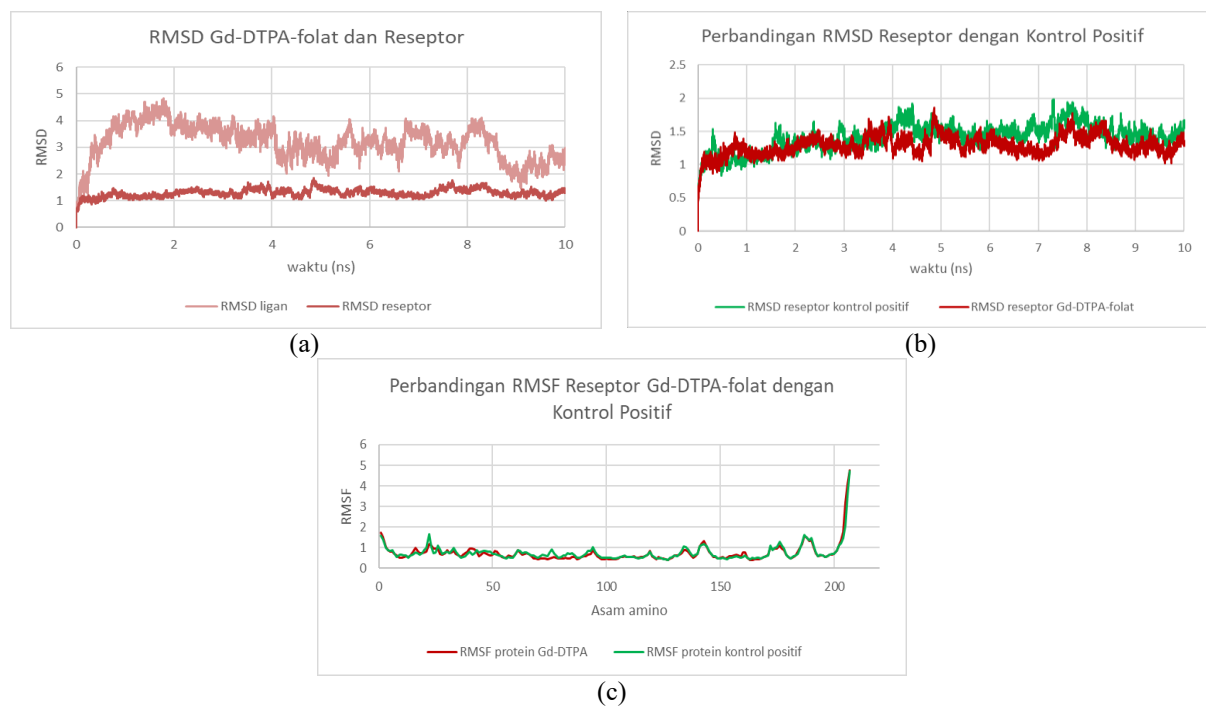 RMSD Gd-DTPA-folat dan Reseptor
6
5
4
3
2
1
0
RMSD
0 2 4 6 8 10
waktu (ns)
RMSD ligan RMSD reseptor
(a)
Perbandingan RMSD Reseptor dengan Kontrol Positif
2.5
2
1.5
1
0.5
0
RMSD
0 1 2 3 4 5 6 7 8 9 10
waktu (ns)
RMSD reseptor kontrol positif RMSD reseptor Gd-DTPA-folat
(b)
Perbandingan RMSF Reseptor Gd-DTPA-folat dengan
Kontrol Positif
6
5
4
3
2
1
0
RMSF
0 50 100 150 200
Asam amino
RMSF protein Gd-DTPA RMSF protein kontrol positif
(c)